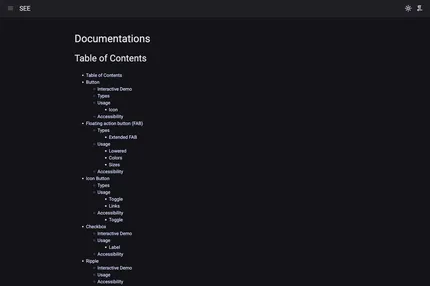 SEE
Documentations
Table of Contents
Table of Contents
Button
Interactive Demo
Types
Usage
Icon
Accessibility
Floating action button (FAB)
Types
Extended FAB
Usage
Lowered
Colors
Sizes
Accessibility
Icon Button
Types
Usage
Toggle
Links
Accessibility
Toggle
Checkbox
Interactive Demo
Usage
Label
Accessibility
Ripple
Interactive Demo
Usage
Accessibility